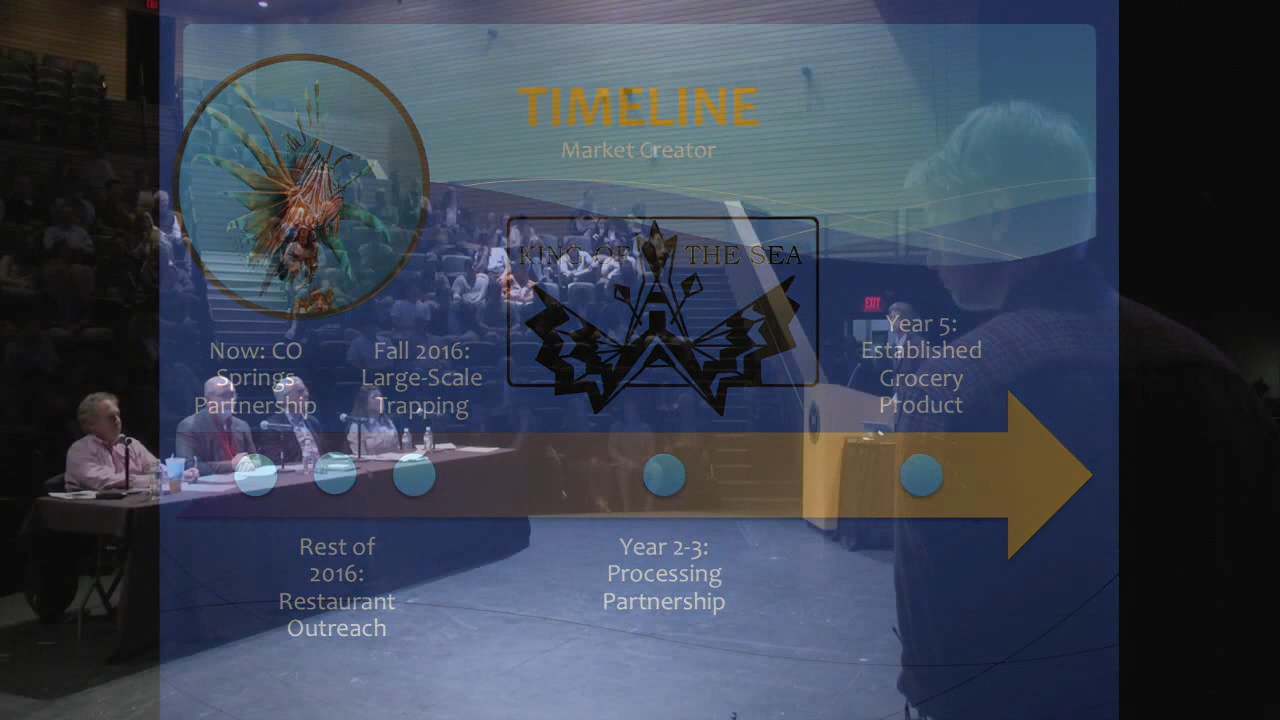 TIMELINE
Market Creator
KING OF THE SEA
EXIT
Now: CO
Springs
Partnership
Fall 2016:
Large-Scale
Trapping
Year 5:
Established
Grocery
Product
Rest of
2016:
Restaurant
Outreach
Year 2-3:
Processing
Partnership